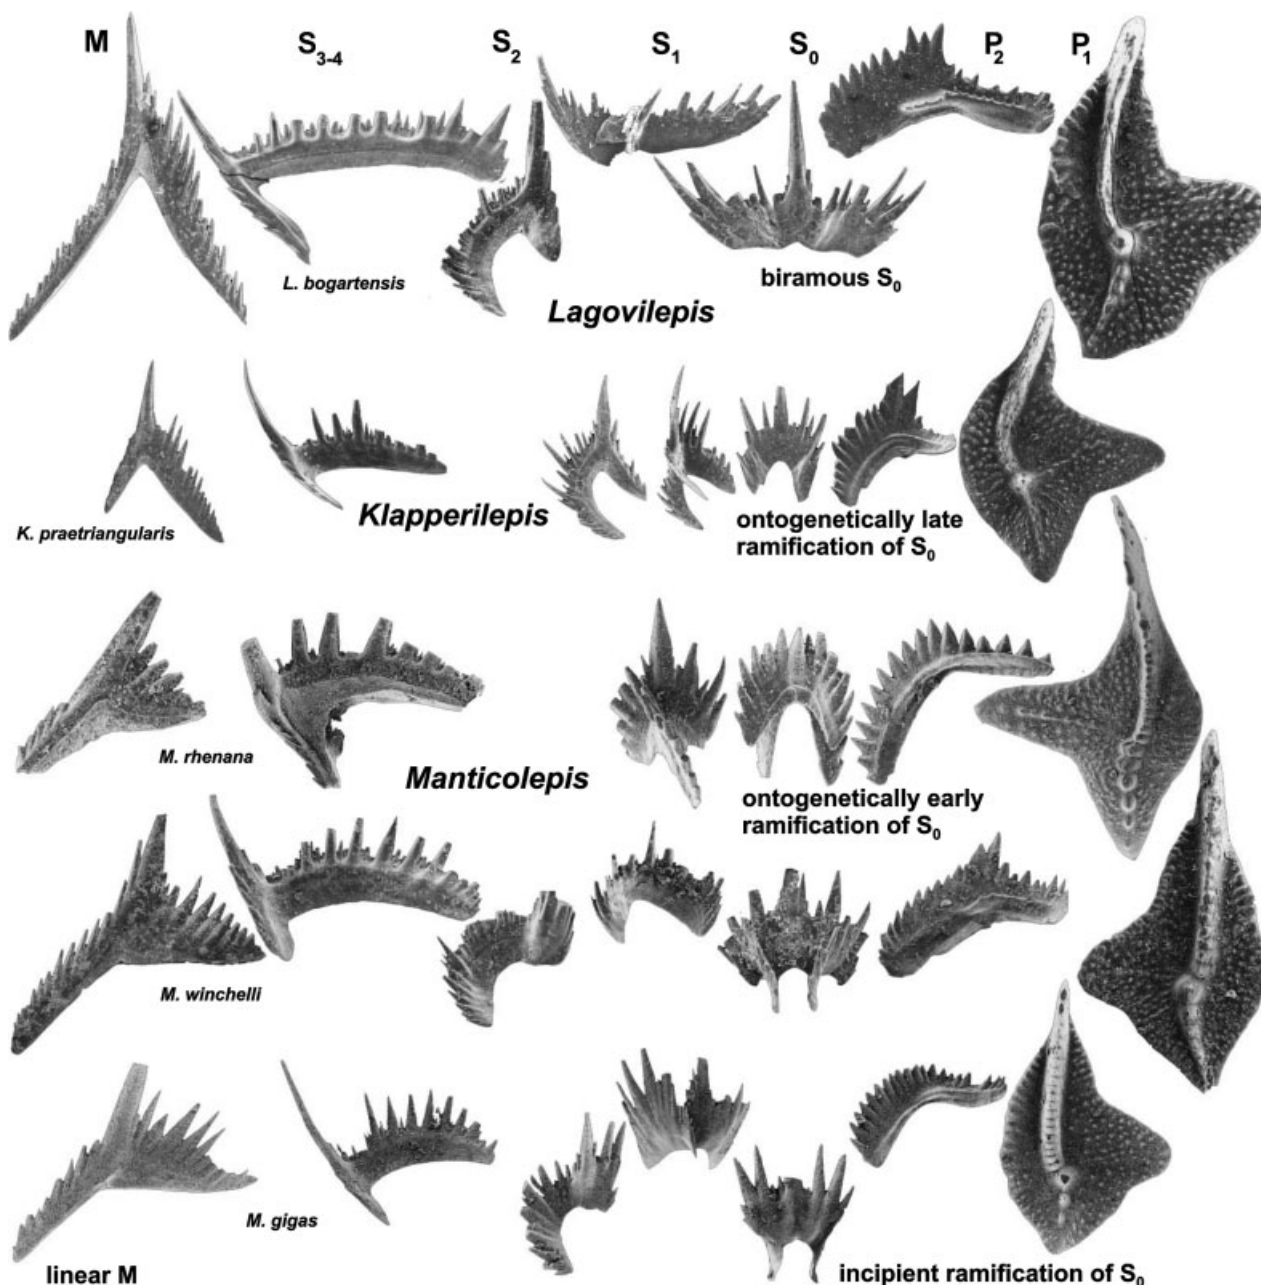 M S₃₋₄ S₂ S₁ S₀ P₂ P₁
L. bogartensis
biramous S₀
Lagovilepis
K. praetriangularis
Klapperilepis
ontogenetically late
ramification of S₀
M. rhenana
Manticolepis
ontogenetically early
ramification of S₀
M. winchelli
M. gigas
linear M
incipient ramification of S₀